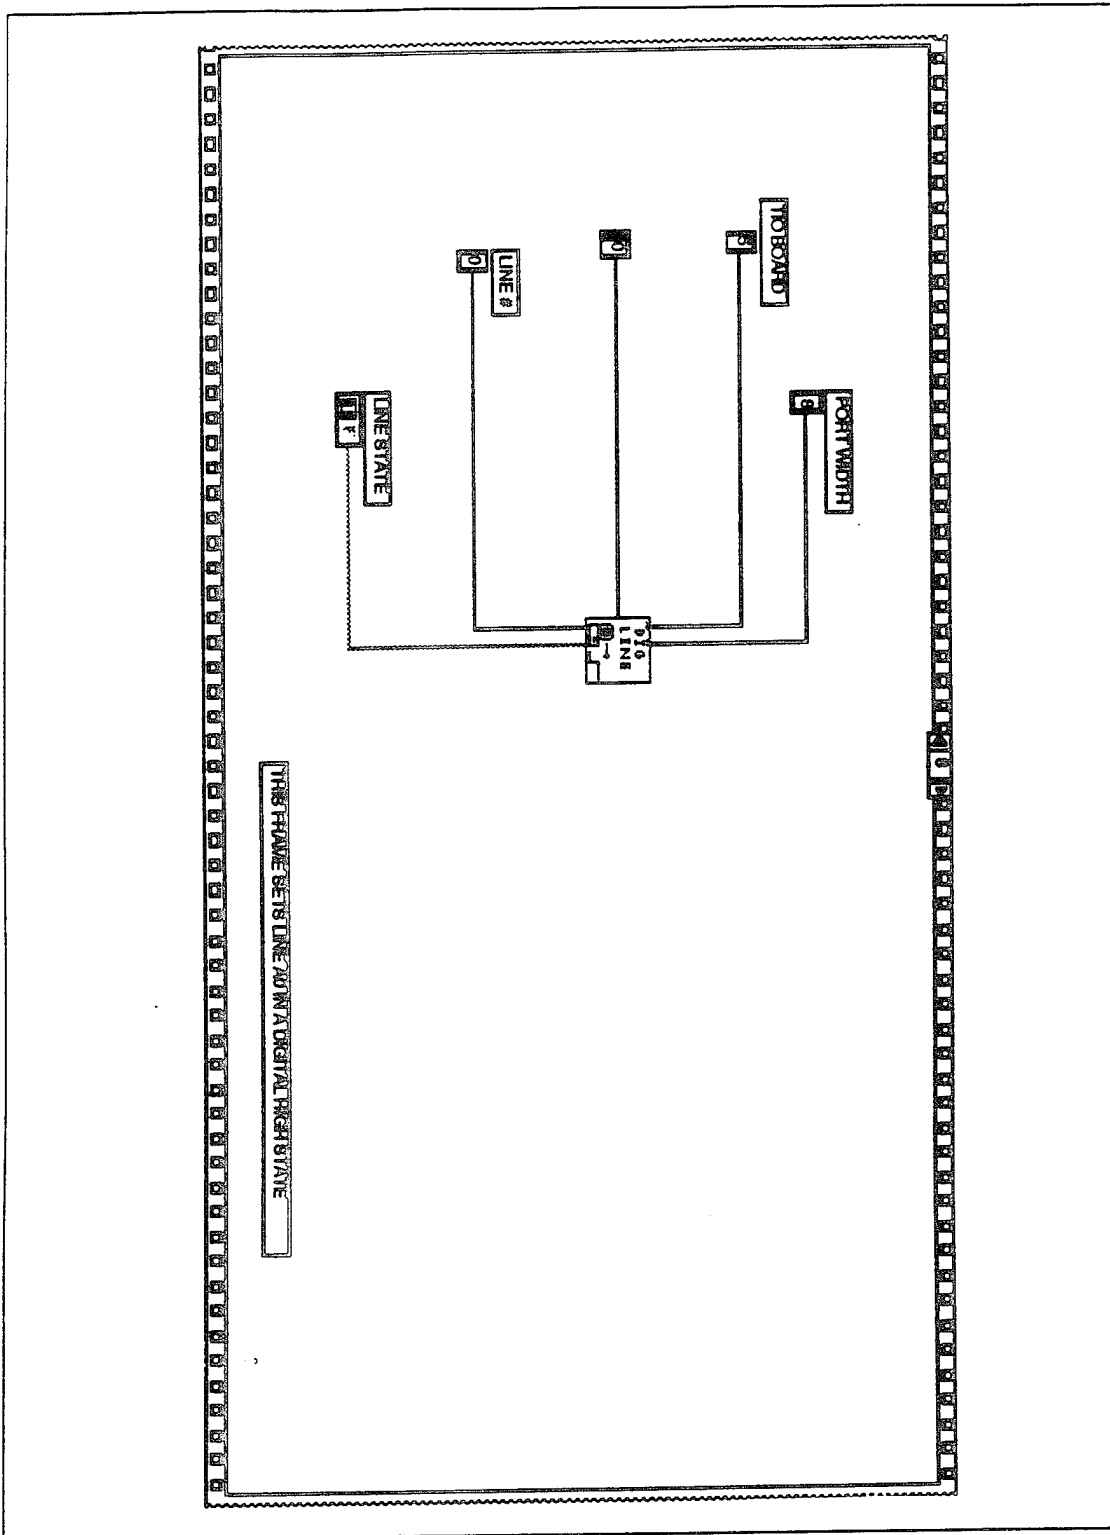 PORT WIDTH
8
TIO BOARD
5
0
LINE #
0
LINE STATE
F
DIG
LINE
THIS FRAME SETS LINE A0 IN A DIGITAL HIGH STATE